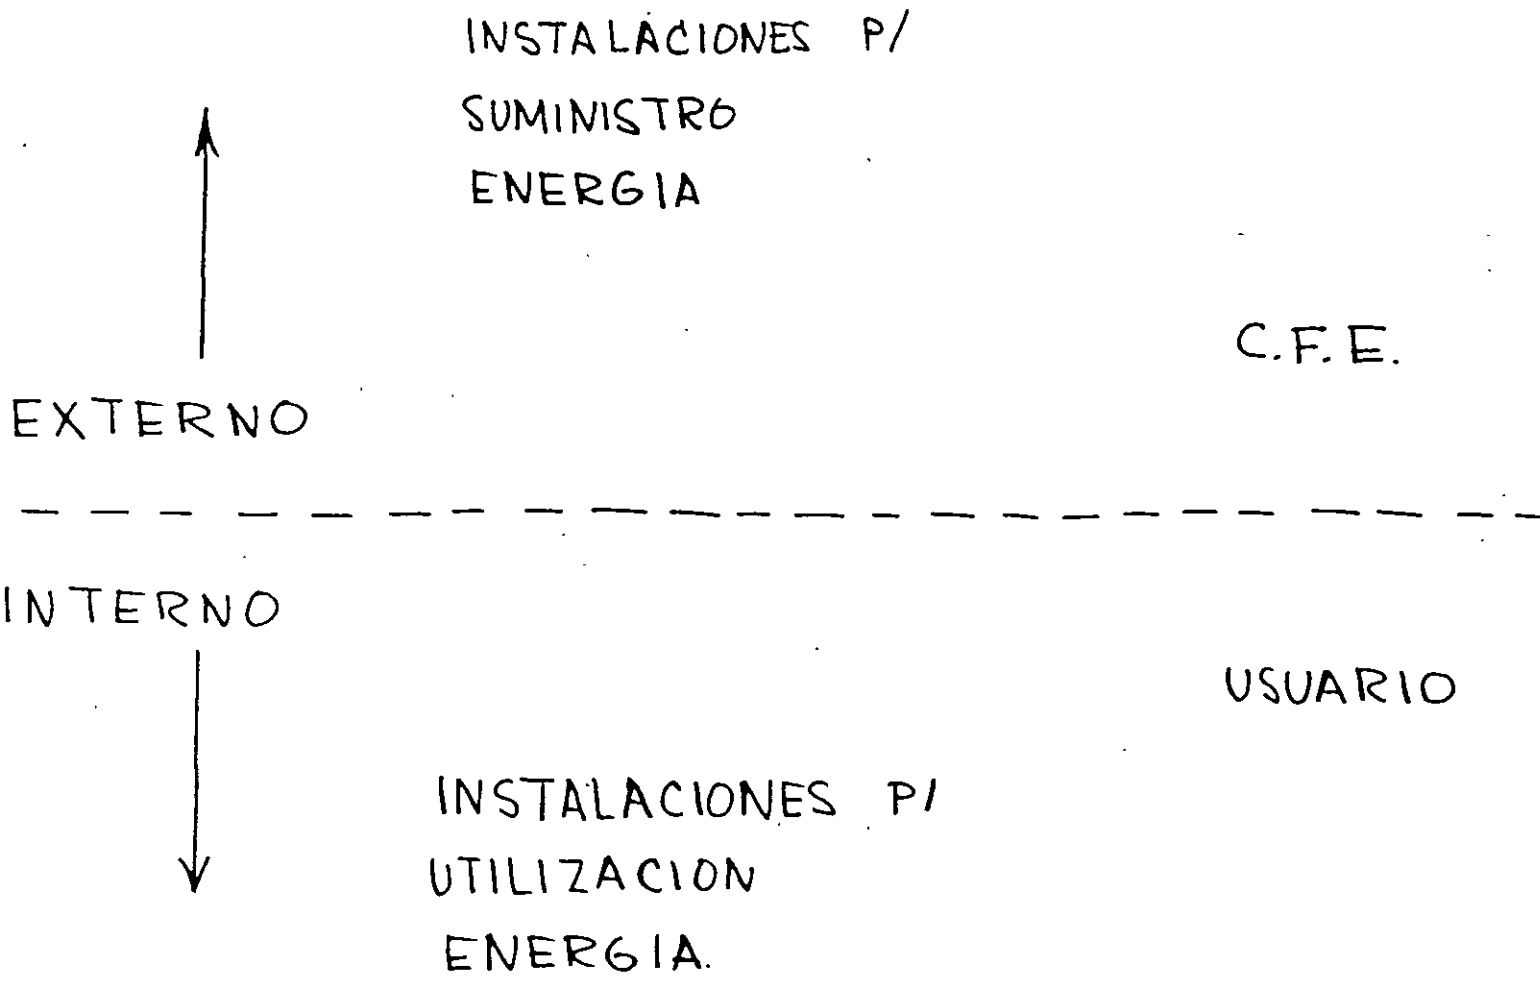 INSTALACIONES P/
SUMINISTRO
ENERGIA
C.F.E.
EXTERNO
INTERNO
USUARIO
INSTALACIONES P/
UTILIZACION
ENERGIA.